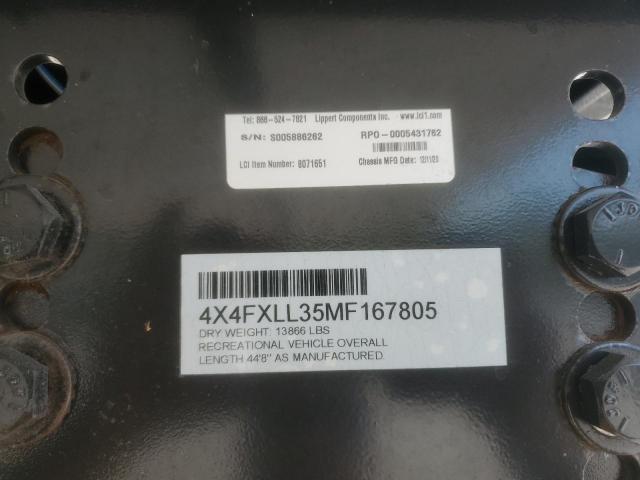 Tel: 866-524-7821 Lippert Components Inc. www.lci1.com
S/N: S005886262 RPO-0005431762
LCI Item Number: 8071651 Chassis MFG Date: 12/11/20
4X4FXLL35MF167805
DRY WEIGHT: 13866 LBS
RECREATIONAL VEHICLE OVERALL
LENGTH 44'8" AS MANUFACTURED.